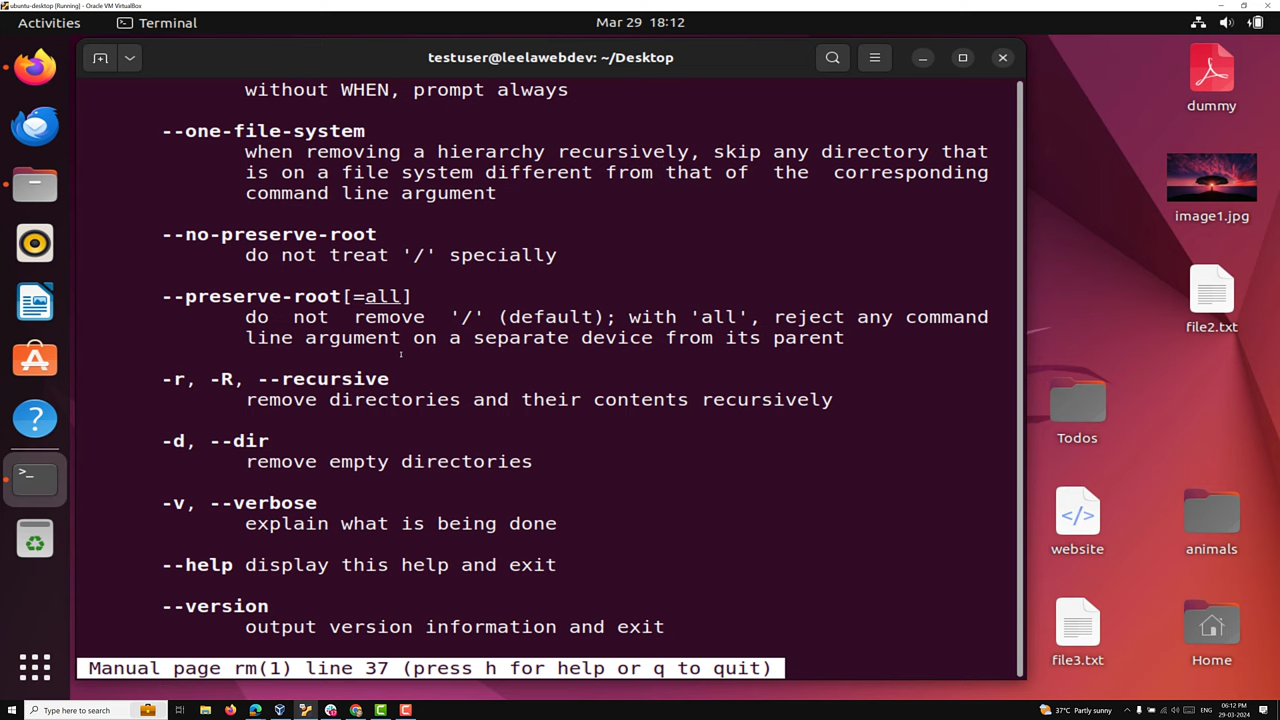 ubuntu-desktop [Running] - Oracle VM VirtualBox
Activities
Terminal
Mar 29 18:12
testuser@leelawebdev: ~/Desktop
without WHEN, prompt always
--one-file-system
when removing a hierarchy recursively, skip any directory that
is on a file system different from that of the corresponding
command line argument
--no-preserve-root
do not treat '/' specially
--preserve-root[=all]
do not remove '/' (default); with 'all', reject any command
line argument on a separate device from its parent
-r, -R, --recursive
remove directories and their contents recursively
-d, --dir
remove empty directories
-v, --verbose
explain what is being done
--help display this help and exit
--version
output version information and exit
Manual page rm(1) line 37 (press h for help or q to quit)
dummy
image1.jpg
file2.txt
Todos
website
animals
file3.txt
Home
Type here to search
37°C Partly sunny
ENG
06:12 PM
29-03-2024